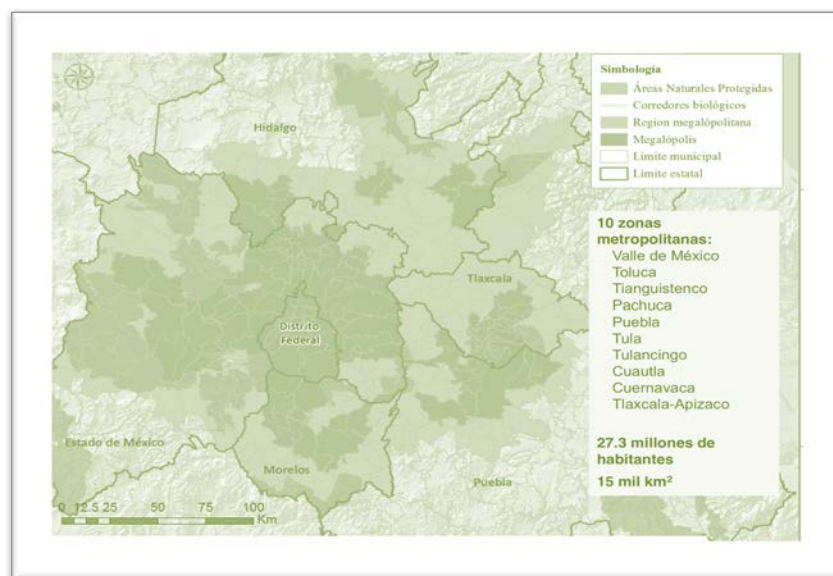 Simbología
Áreas Naturales Protegidas
Corredores biológicos
Region megalópolitana
Megalópolis
Limite municipal
Limite estatal
Hidalgo
10 zonas
metropolitanas:
Valle de México
Toluca
Tianguistenco
Pachuca
Puebla
Tula
Tulancingo
Cuautla
Cuernavaca
Tlaxcala-Apizaco
27.3 millones de
habitantes
15 mil km²
Tlaxcala
Distrito
Federal
Estado de México
Morelos
Puebla
0 12.5 25 50 75 100
Km